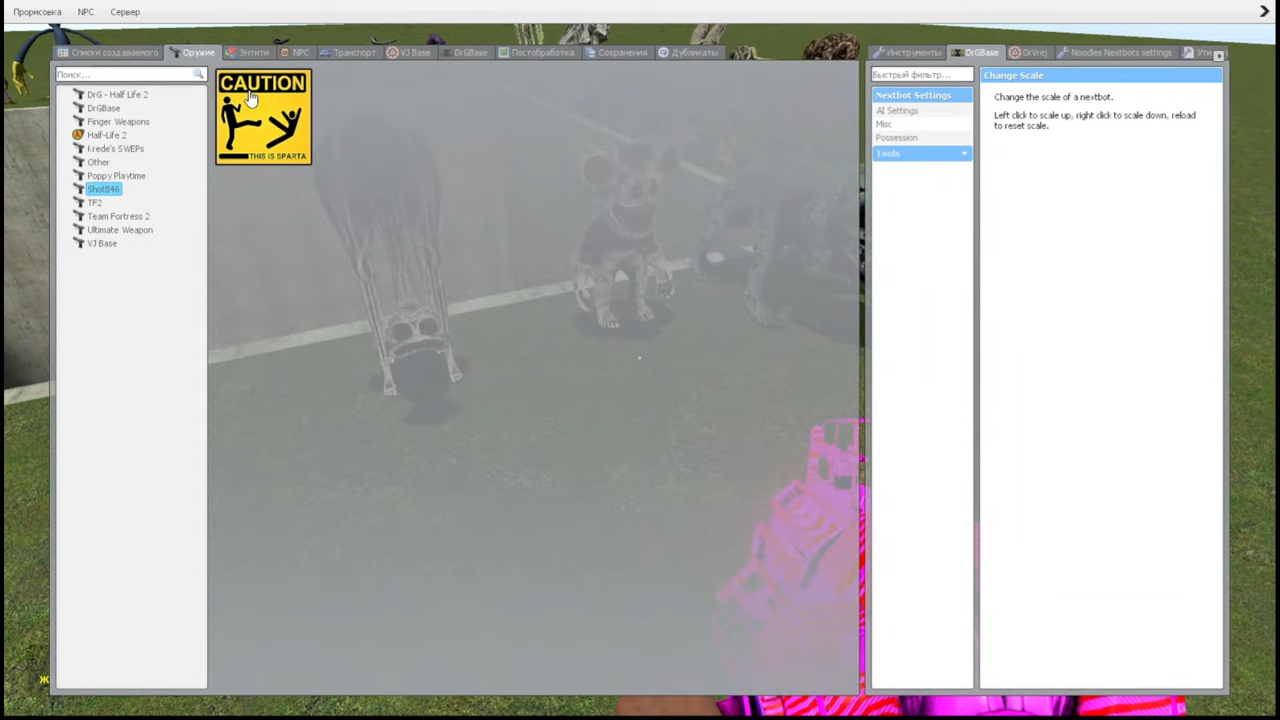 Прорисовка NPC Сервер
Списки создаваемого Оружие Энтити NPC Транспорт VJ Base DrGBase Постобработка Сохранения Дубликаты
Инструменты DrGBase DrVrej Noodles Nextbots settings Ути
Поиск...
DrG - Half Life 2
DrGBase
Finger Weapons
Half-Life 2
Krede's SWEPs
Other
Poppy Playtime
Shot846
TF2
Team Fortress 2
Ultimate Weapon
VJ Base
CAUTION
THIS IS SPARTA
Быстрый фильтр...
Nextbot Settings
AI Settings
Misc
Possession
Tools
Change Scale
Change the scale of a nextbot.
Left click to scale up, right click to scale down, reload
to reset scale.
Ж